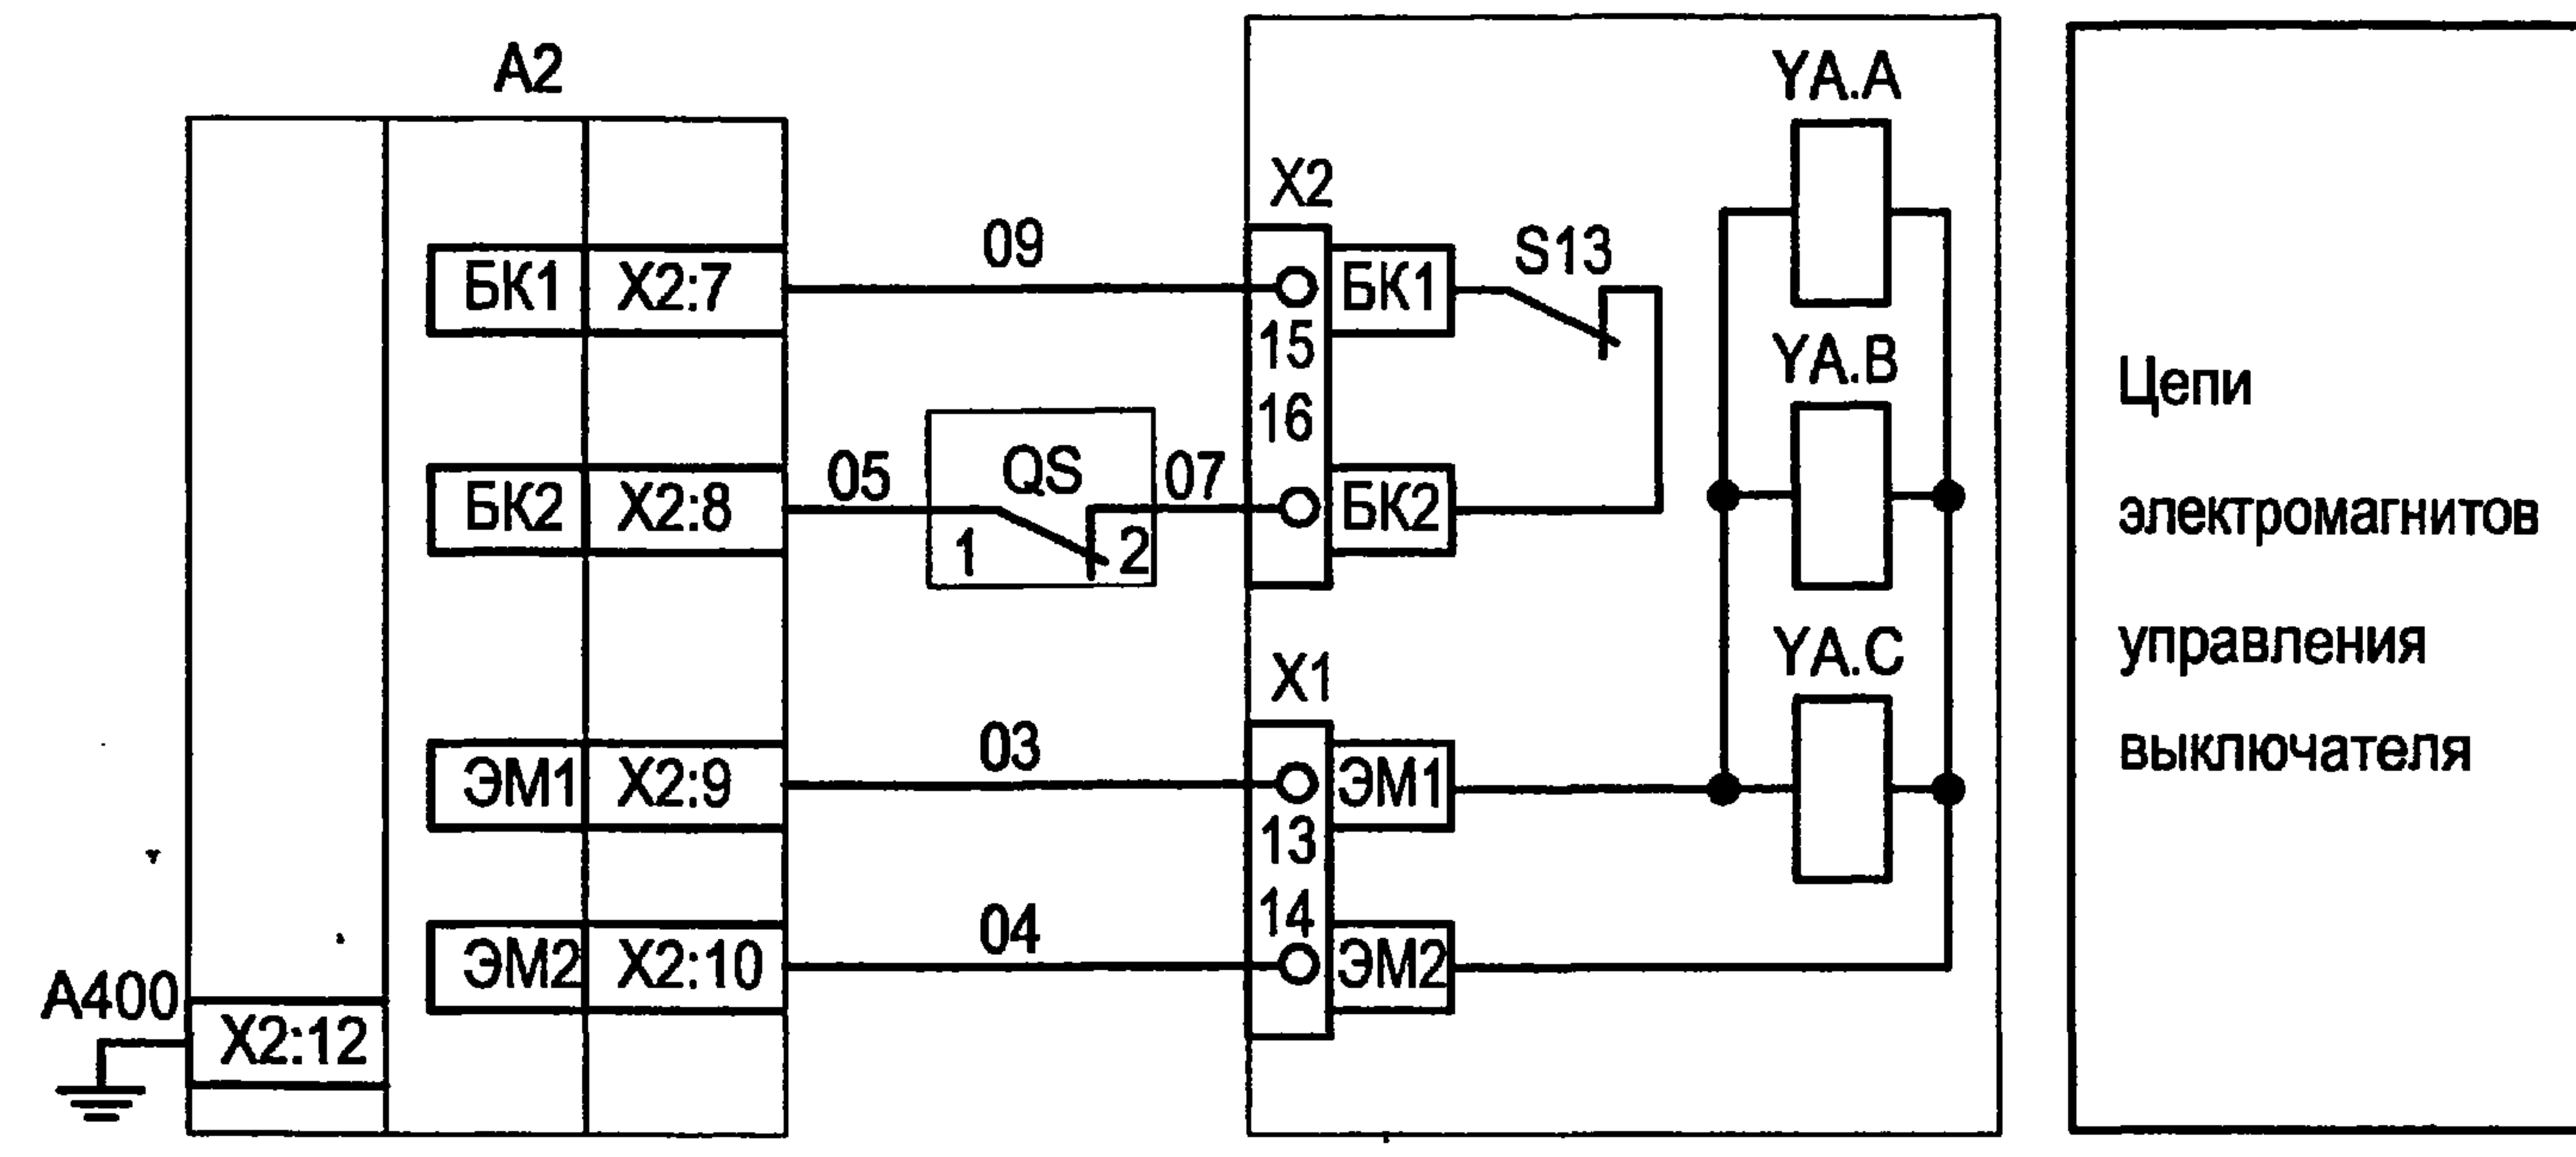 A2
БК1 X2:7
БК2 X2:8
ЭМ1 X2:9
ЭМ2 X2:10
A400
X2:12
09
05
QS
1 2
07
03
04
X2
15
16
БК1
БК2
S13
X1
13
14
ЭМ1
ЭМ2
YA.A
YA.B
YA.C
Цепи
электромагнитов
управления
выключателя